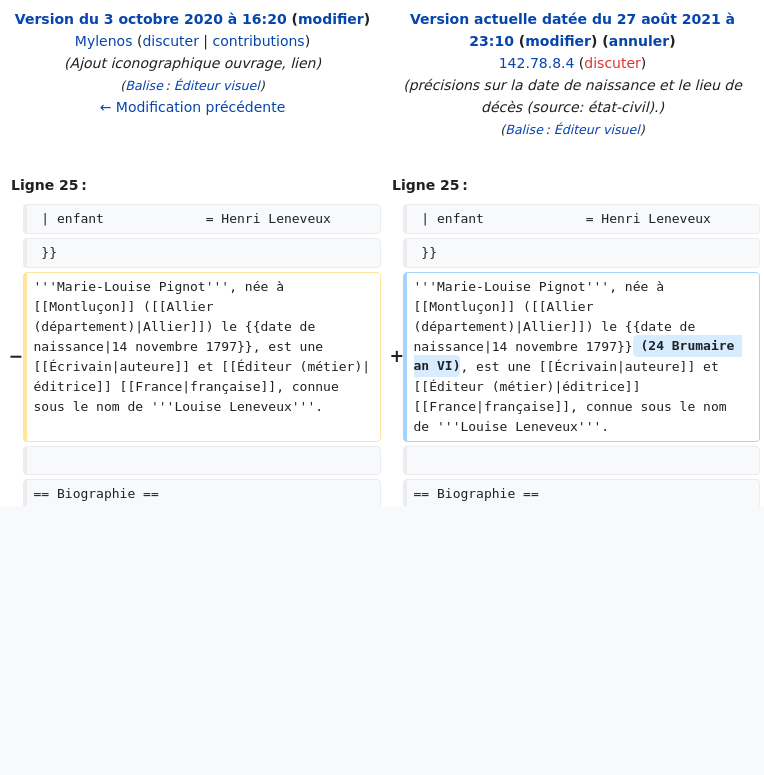 Version du 3 octobre 2020 à 16:20 (modifier)
Mylenos (discuter | contributions)
(Ajout iconographique ouvrage, lien)
(Balise : Éditeur visuel)
← Modification précédente
Version actuelle datée du 27 août 2021 à
23:10 (modifier) (annuler)
142.78.8.4 (discuter)
(précisions sur la date de naissance et le lieu de
décès (source: état-civil).)
(Balise : Éditeur visuel)
Ligne 25 :
| enfant             = Henri Leneveux
}}
−
'''Marie-Louise Pignot''', née à
[[Montluçon]] ([[Allier
(département)|Allier]]) le {{date de
naissance|14 novembre 1797}}, est une
[[Écrivain|auteure]] et [[Éditeur (métier)|
éditrice]] [[France|française]], connue
sous le nom de '''Louise Leneveux'''.
== Biographie ==
Ligne 25 :
| enfant             = Henri Leneveux
}}
+
'''Marie-Louise Pignot''', née à
[[Montluçon]] ([[Allier
(département)|Allier]]) le {{date de
naissance|14 novembre 1797}} (24 Brumaire
an VI), est une [[Écrivain|auteure]] et
[[Éditeur (métier)|éditrice]]
[[France|française]], connue sous le nom
de '''Louise Leneveux'''.
== Biographie ==